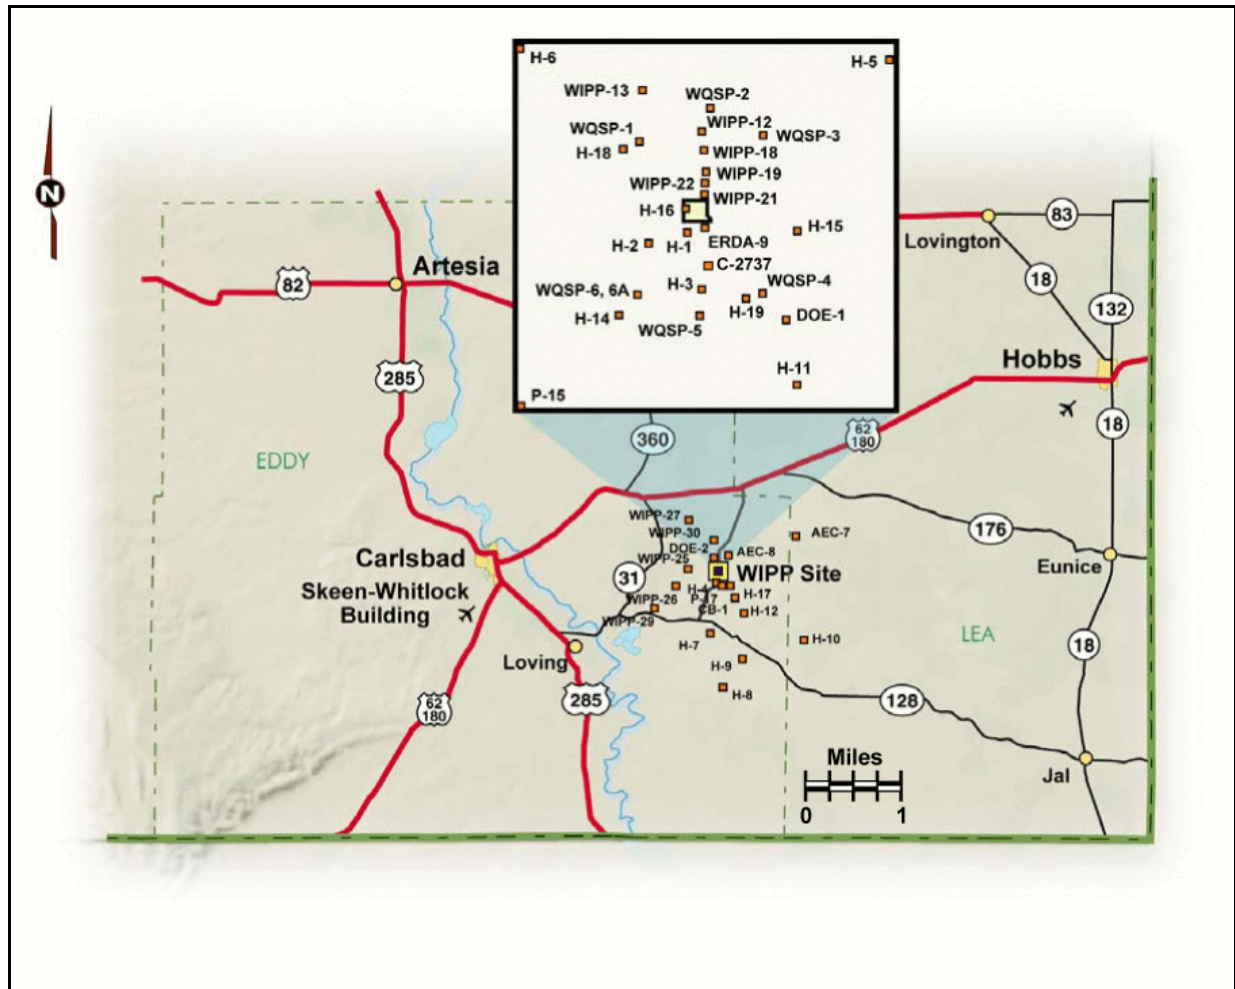 H-6
H-5
WIPP-13
WQSP-2
WIPP-12
WQSP-1
WQSP-3
H-18
WIPP-18
WIPP-19
WIPP-22
WIPP-21
H-16
H-15
H-2
H-1
ERDA-9
C-2737
WQSP-4
H-3
WQSP-6, 6A
H-19
H-14
WQSP-5
DOE-1
H-11
P-15
N
83
Lovington
Artesia
82
18
132
Hobbs
285
18
62
180
360
EDDY
WIPP-27
WIPP-30
AEC-7
176
DOE-2
AEC-8
WIPP-25
Carlsbad
WIPP Site
Eunice
31
Skeen-Whitlock
Building
H-4
P-17
H-17
WIPP-26
CB-1
H-12
WIPP-29
LEA
H-7
H-10
18
Loving
H-9
H-8
62
180
285
128
Miles
0
1
Jal